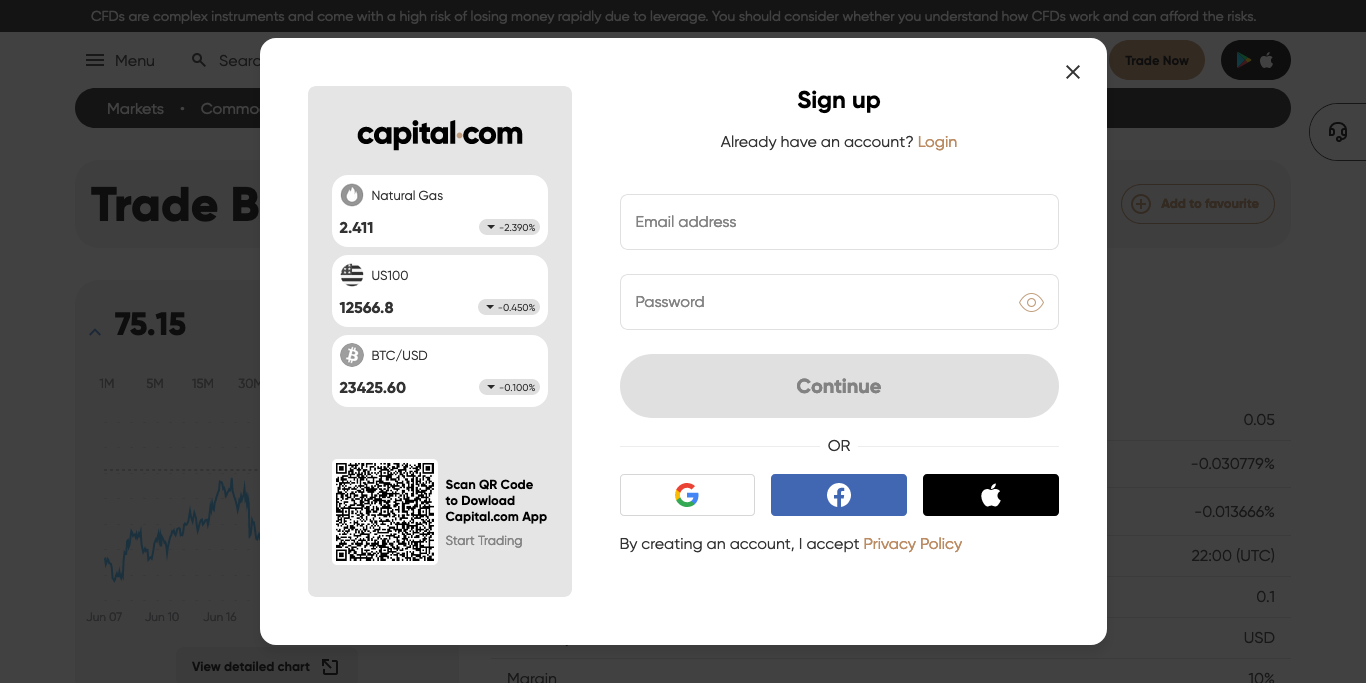 CFDs are complex instruments and come with a high risk of losing money rapidly due to leverage. You should consider whether you understand how CFDs work and can afford the risks.
Menu
Searc
Trade Now
Markets • Commo
Trade B
Add to favourite
75.15
1M 5M 15M 30M
Jun 07 Jun 10 Jun 16
View detailed chart
capital.com
Natural Gas
2.411
-2.390%
US100
12566.8
-0.450%
BTC/USD
23425.60
-0.100%
Scan QR Code
to Dowload
Capital.com App
Start Trading
Sign up
Already have an account? Login
Email address
Password
Continue
OR
By creating an account, I accept Privacy Policy
0.05
-0.030779%
-0.013666%
22:00 (UTC)
0.1
USD
Margin
10%